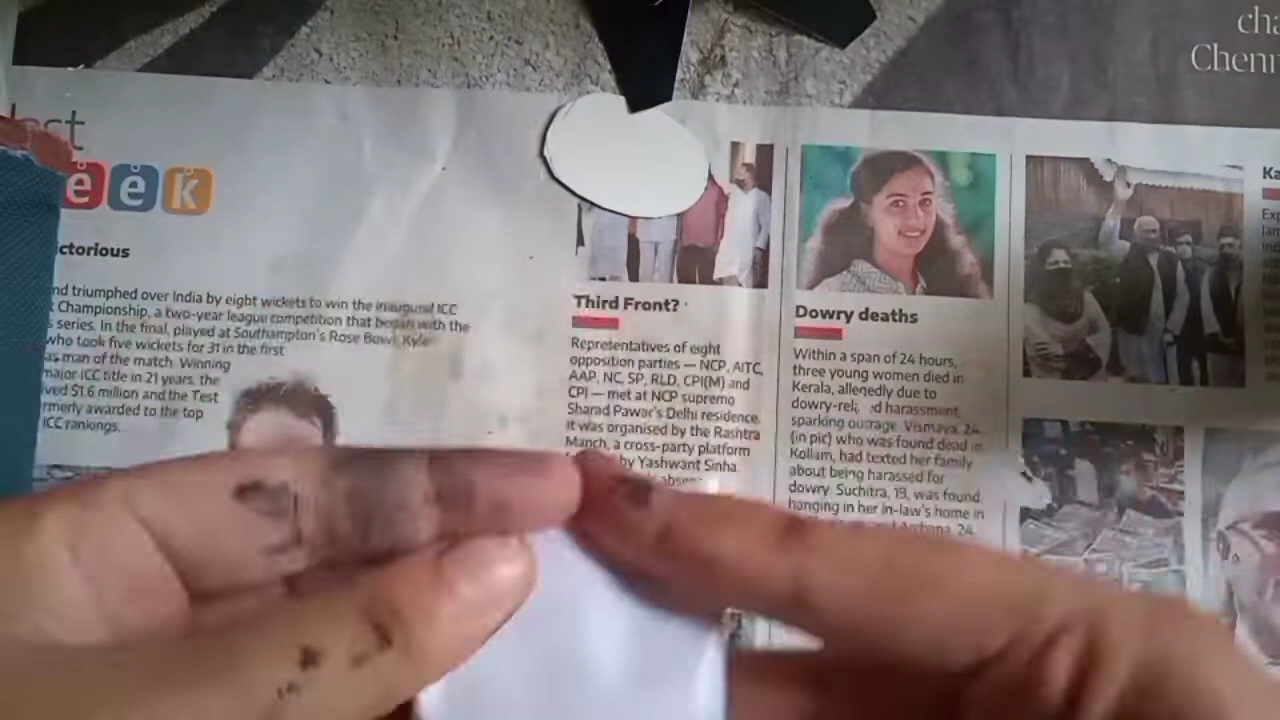 cha
Chenn
last
eek
ictorious
nd triumphed over India by eight wickets to win the inaugural ICC
Championship, a two-year league competition that began with the
s series. In the final, played at Southampton's Rose Bowl, Kyle
who took five wickets for 31 in the first
as man of the match. Winning
major ICC title in 21 years, the
ved $1.6 million and the Test
rmerly awarded to the top
ICC rankings.
Third Front?
Representatives of eight
opposition parties — NCP, AITC,
AAP, NC, SP, RLD, CPI(M) and
CPI — met at NCP supremo
Sharad Pawar's Delhi residence.
It was organised by the Rashtra
Manch, a cross-party platform
by Yashwant Sinha.
Dowry deaths
Within a span of 24 hours,
three young women died in
Kerala, allegedly due to
dowry-rel d harassment,
sparking outrage. Vismaya, 24,
(in pic) who was found dead in
Kollam, had texted her family
about being harassed for
dowry. Suchitra, 19, was found
hanging in her in-law's home in
Archana, 24,
Ka